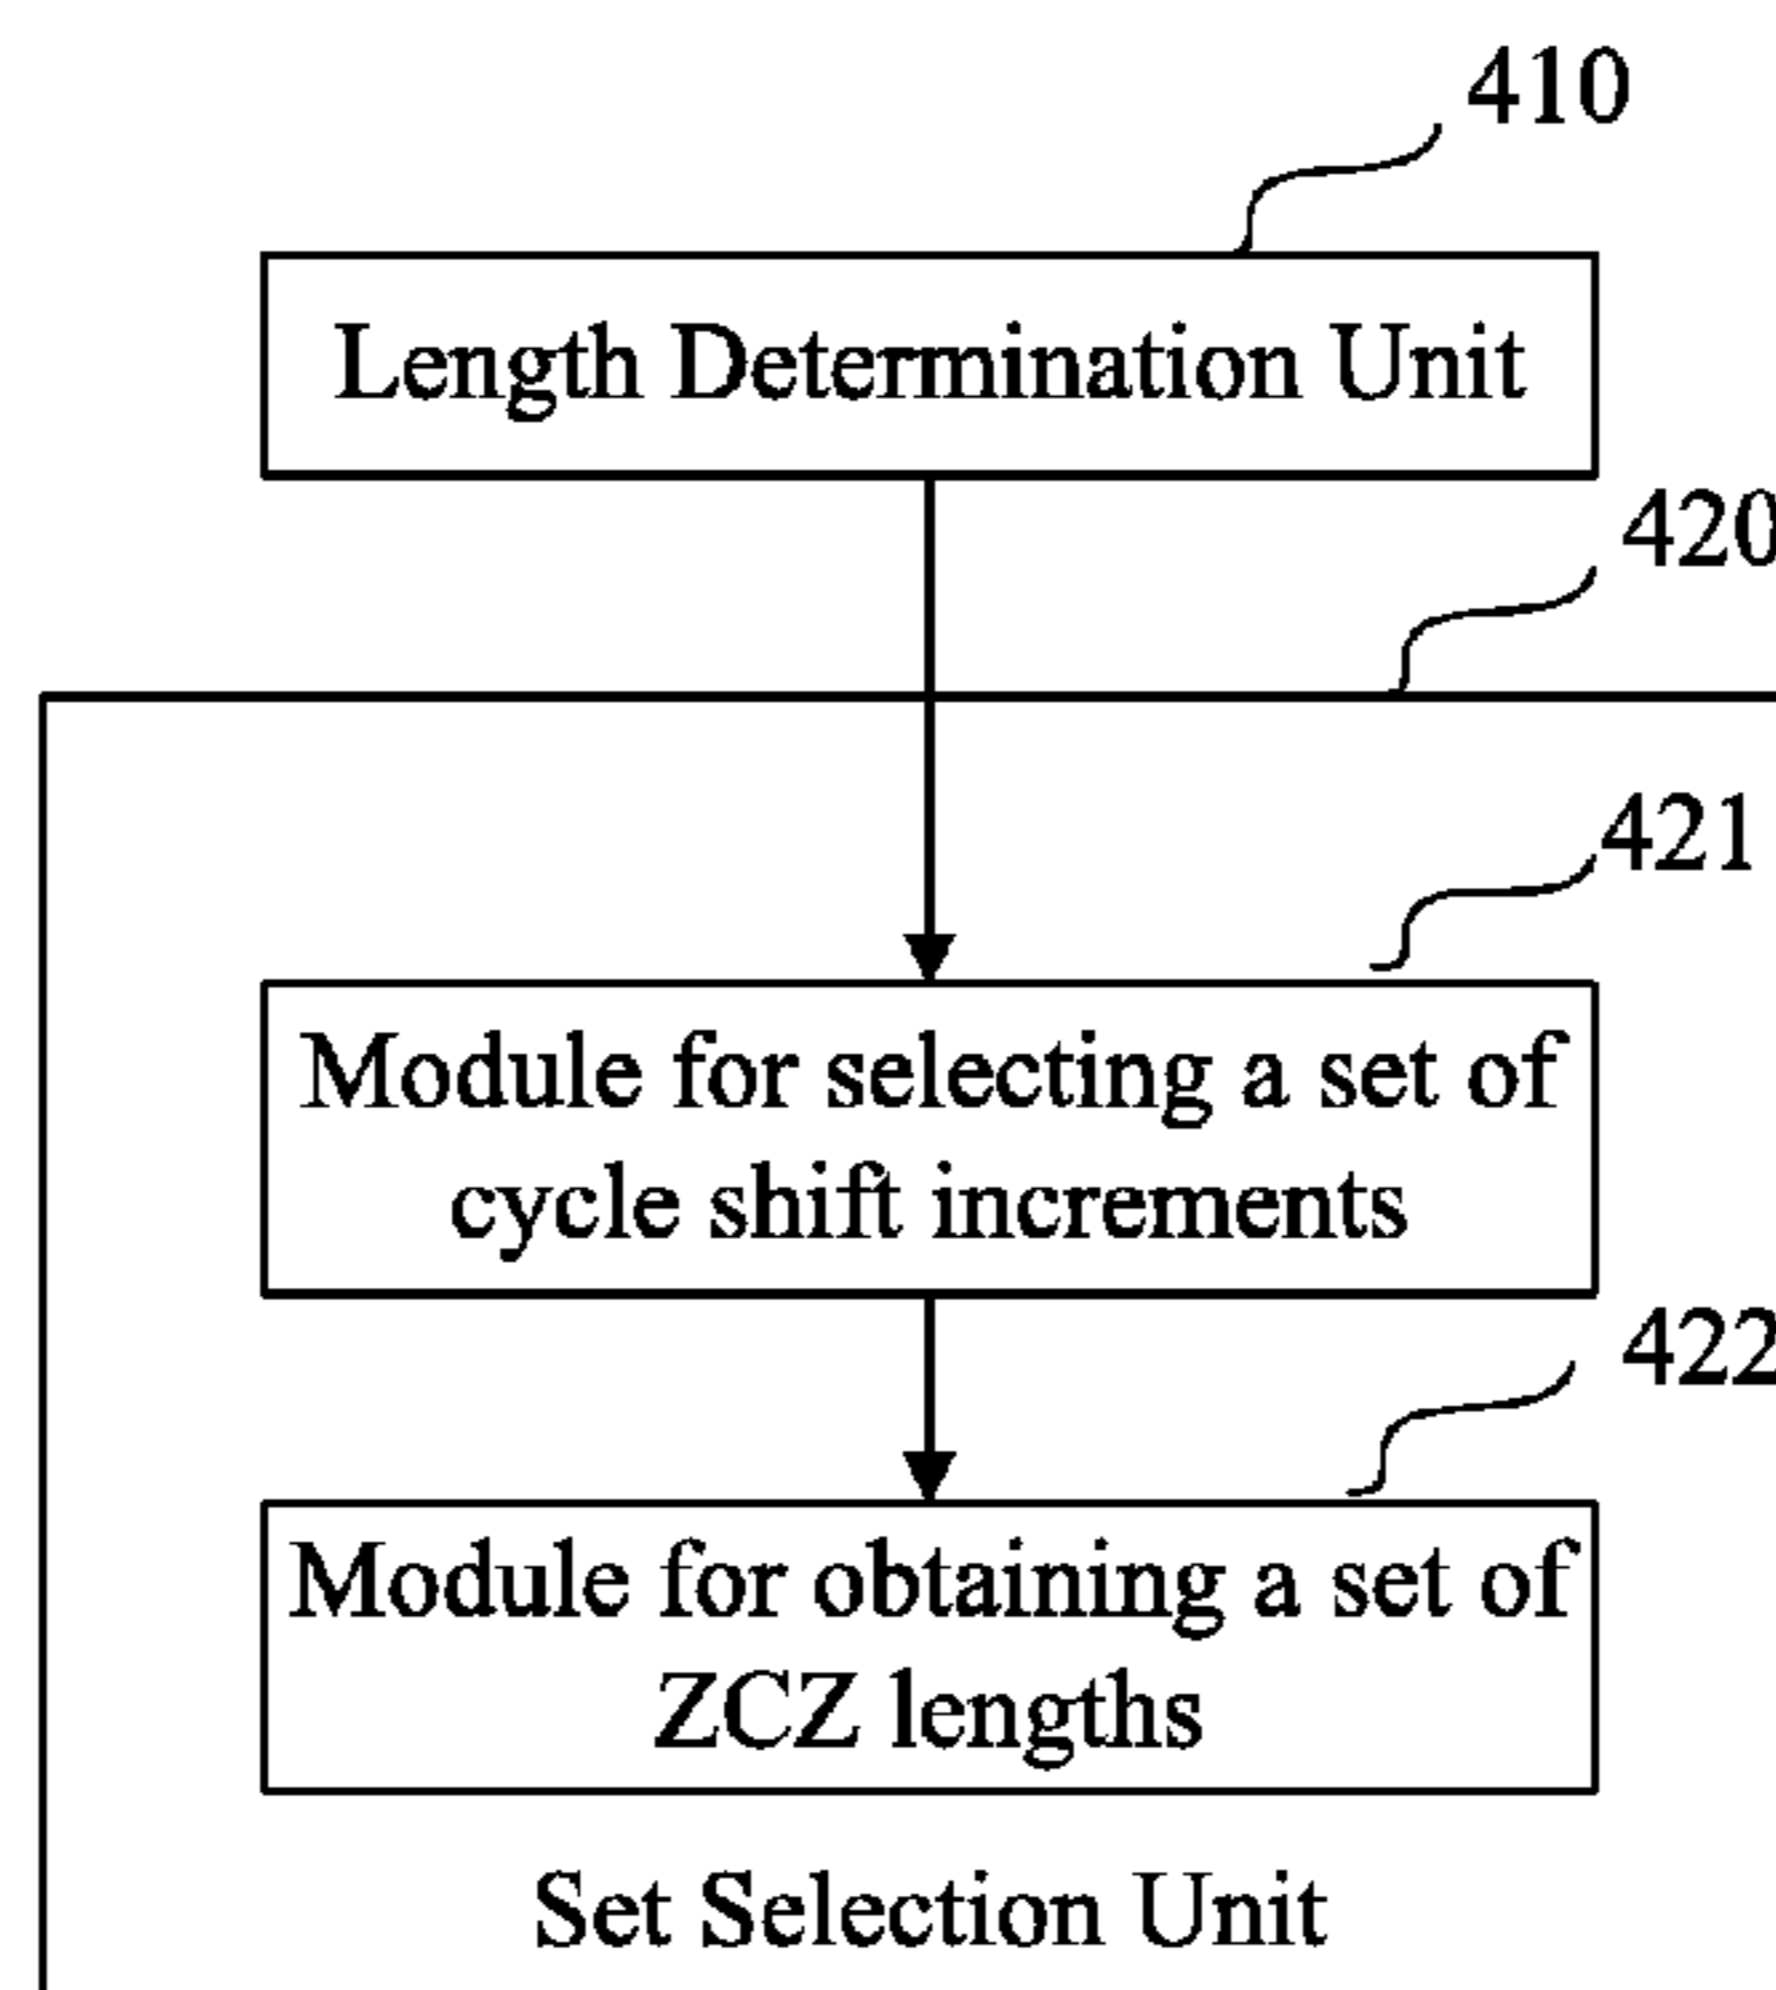 410
Length Determination Unit
420
421
Module for selecting a set of
cycle shift increments
422
Module for obtaining a set of
ZCZ lengths
Set Selection Unit